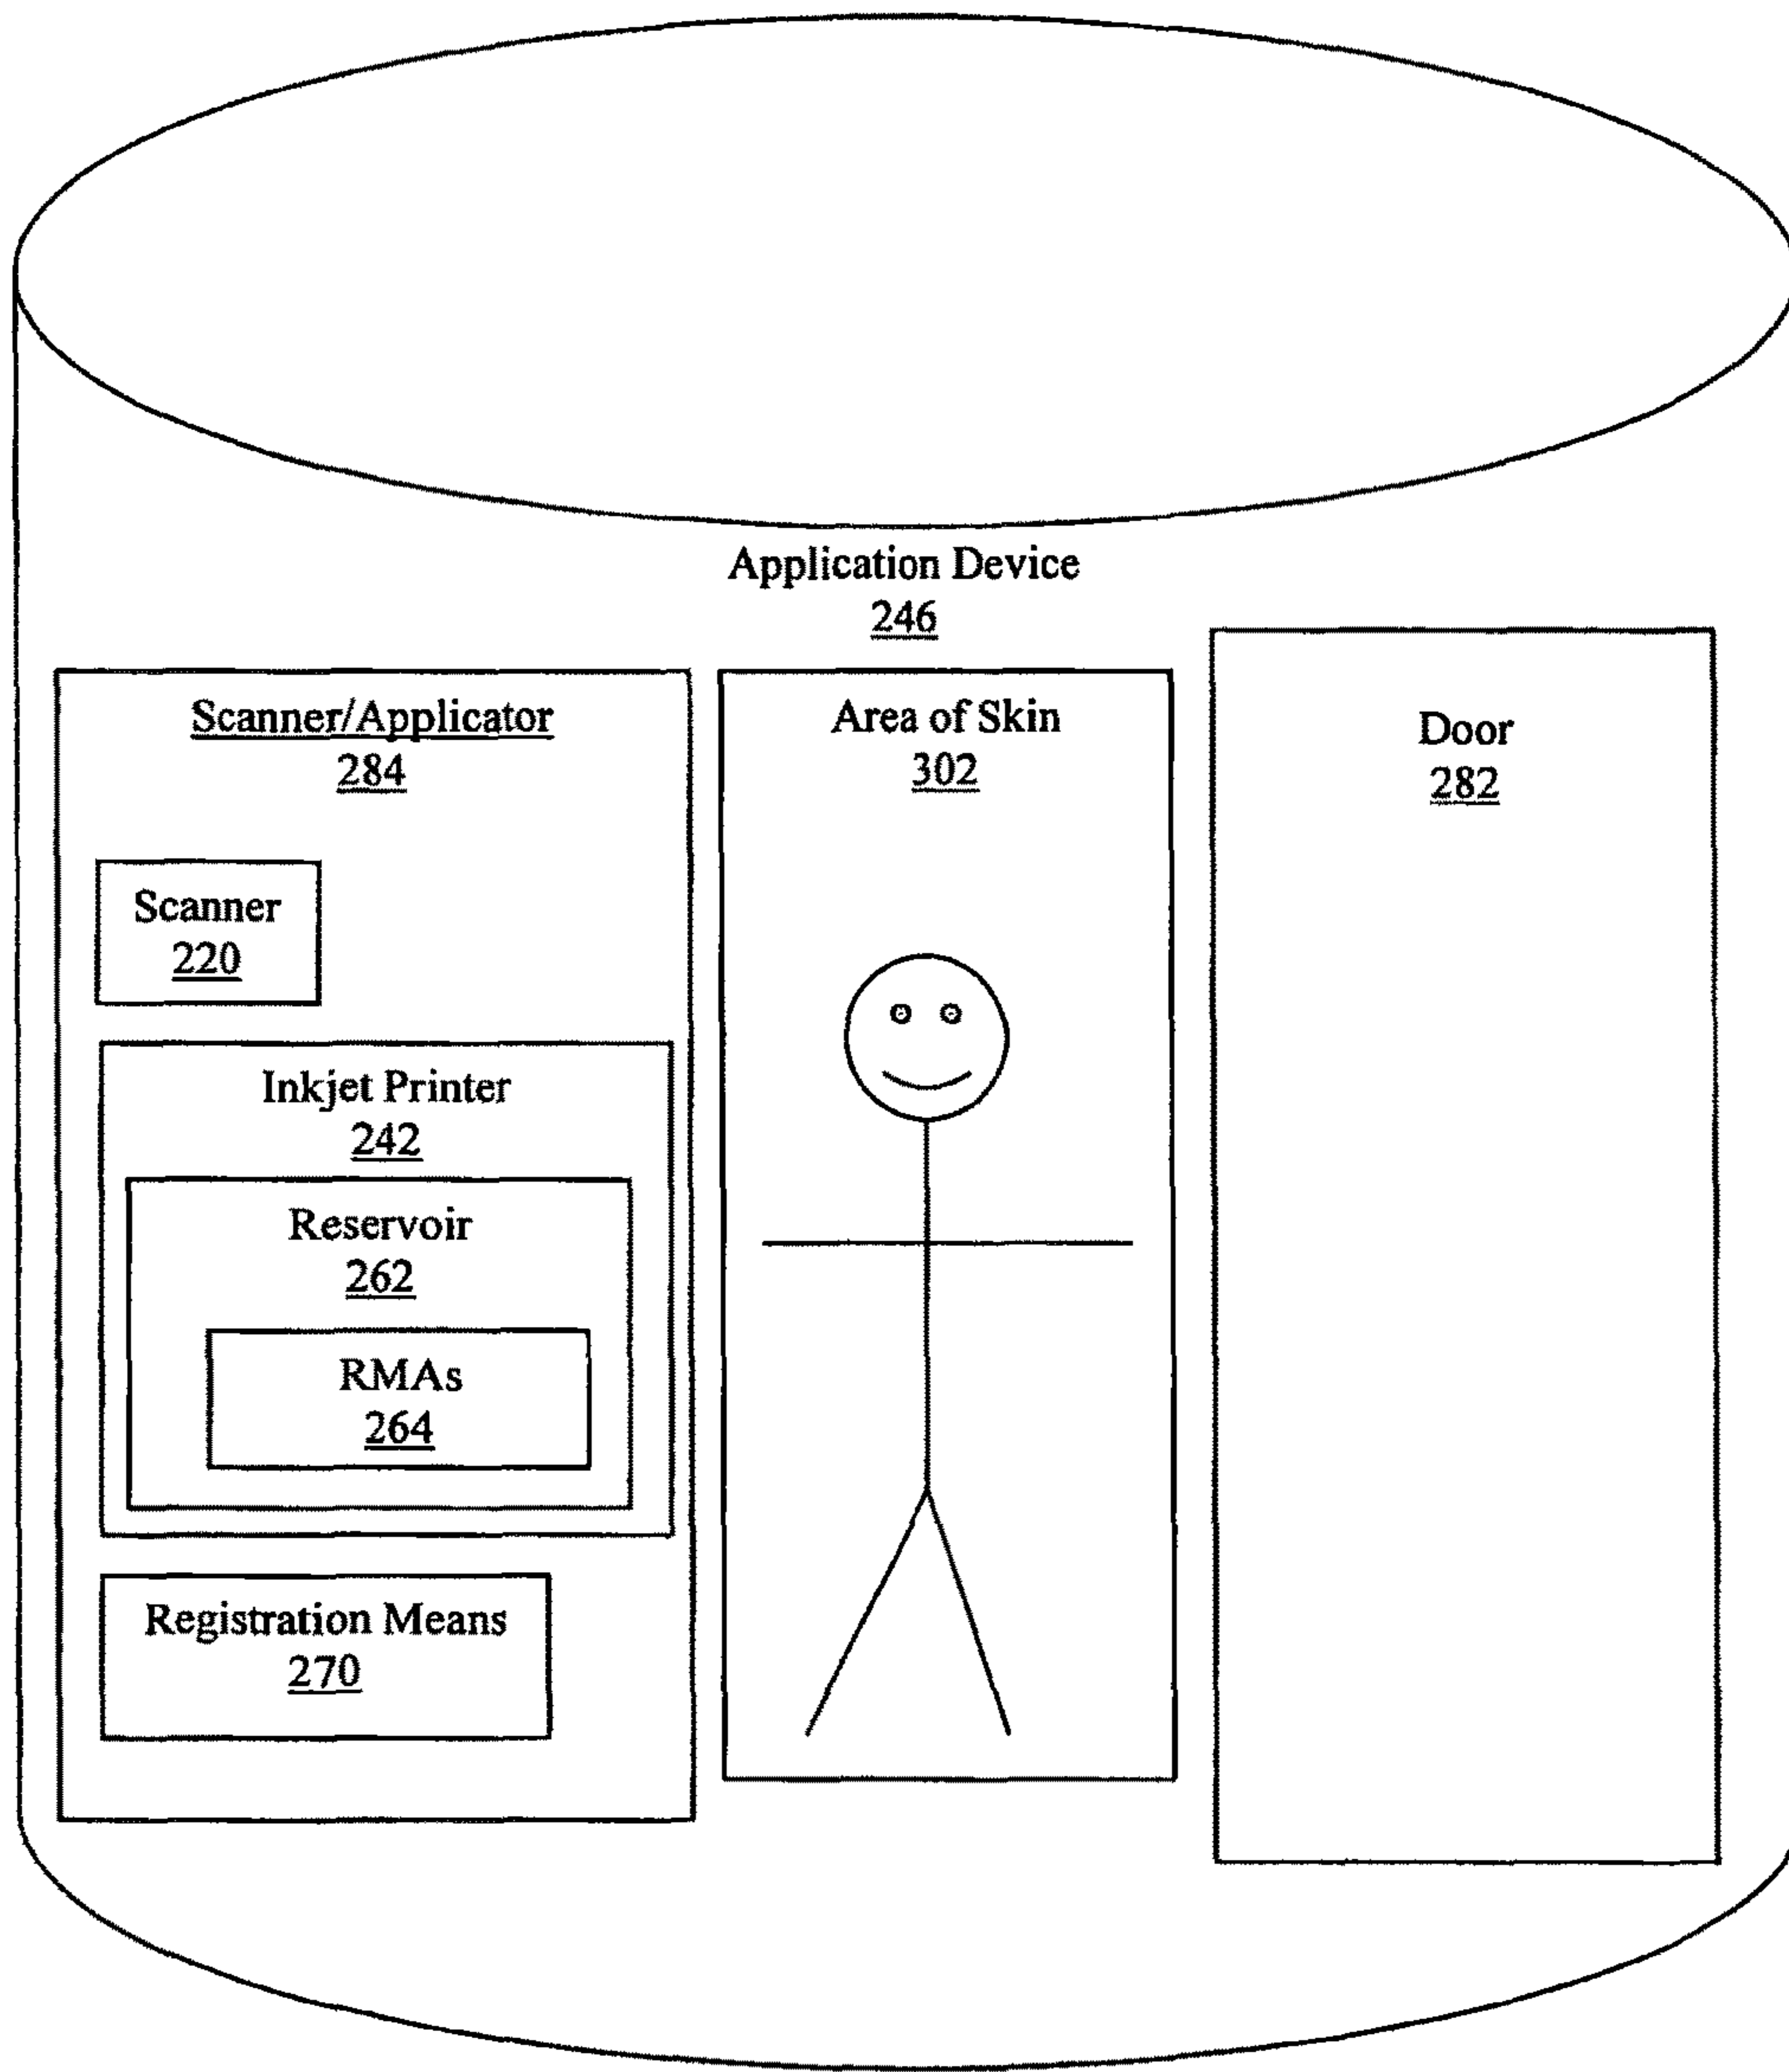 Application Device
246
Scanner/Applicator
284
Scanner
220
Inkjet Printer
242
Reservoir
262
RMAs
264
Registration Means
270
Area of Skin
302
Door
282